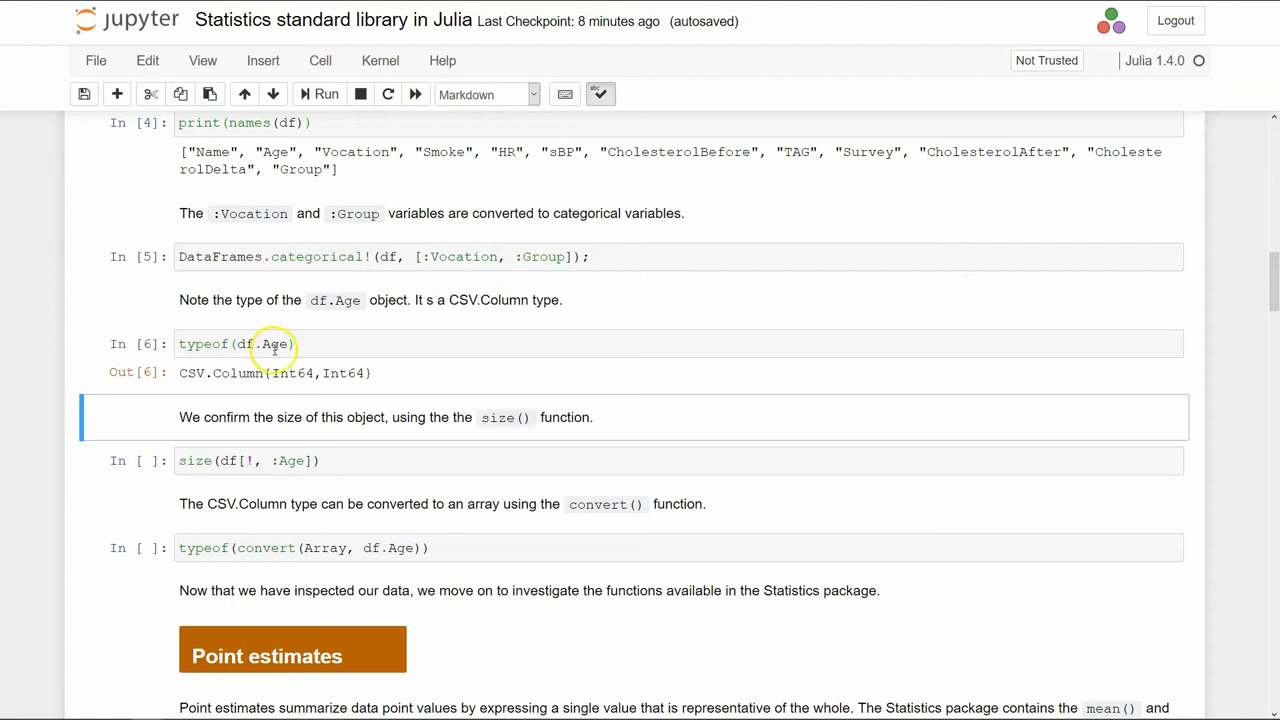 jupyter Statistics standard library in Julia Last Checkpoint: 8 minutes ago (autosaved)
Logout
File Edit View Insert Cell Kernel Help Not Trusted Julia 1.4.0
Run Markdown
In [4]: print(names(df))
["Name", "Age", "Vocation", "Smoke", "HR", "sBP", "CholesterolBefore", "TAG", "Survey", "CholesterolAfter", "Choleste
rolDelta", "Group"]
The :Vocation and :Group variables are converted to categorical variables.
In [5]: DataFrames.categorical!(df, [:Vocation, :Group]);
Note the type of the df.Age object. It s a CSV.Column type.
In [6]: typeof(df.Age)
Out[6]: CSV.Column{Int64,Int64}
We confirm the size of this object, using the the size() function.
In [ ]: size(df[!, :Age])
The CSV.Column type can be converted to an array using the convert() function.
In [ ]: typeof(convert(Array, df.Age))
Now that we have inspected our data, we move on to investigate the functions available in the Statistics package.
Point estimates
Point estimates summarize data point values by expressing a single value that is representative of the whole. The Statistics package contains the mean() and